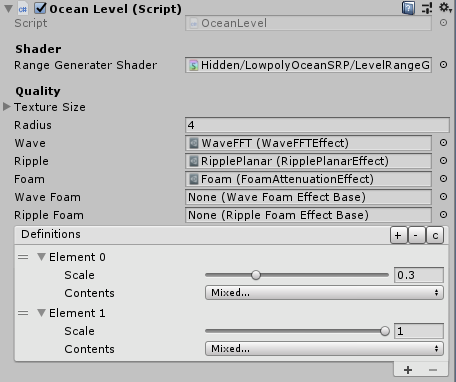 Ocean Level (Script)
Script OceanLevel
Shader
Range Generater Shader Hidden/LowpolyOceanSRP/LevelRangeG
Quality
Texture Size
Radius 4
Wave WaveFFT (WaveFFTEffect)
Ripple RipplePlanar (RipplePlanarEffect)
Foam Foam (FoamAttenuationEffect)
Wave Foam None (Wave Foam Effect Base)
Ripple Foam None (Ripple Foam Effect Base)
Definitions + - c
Element 0
Scale 0.3
Contents Mixed...
Element 1
Scale 1
Contents Mixed...
+ -